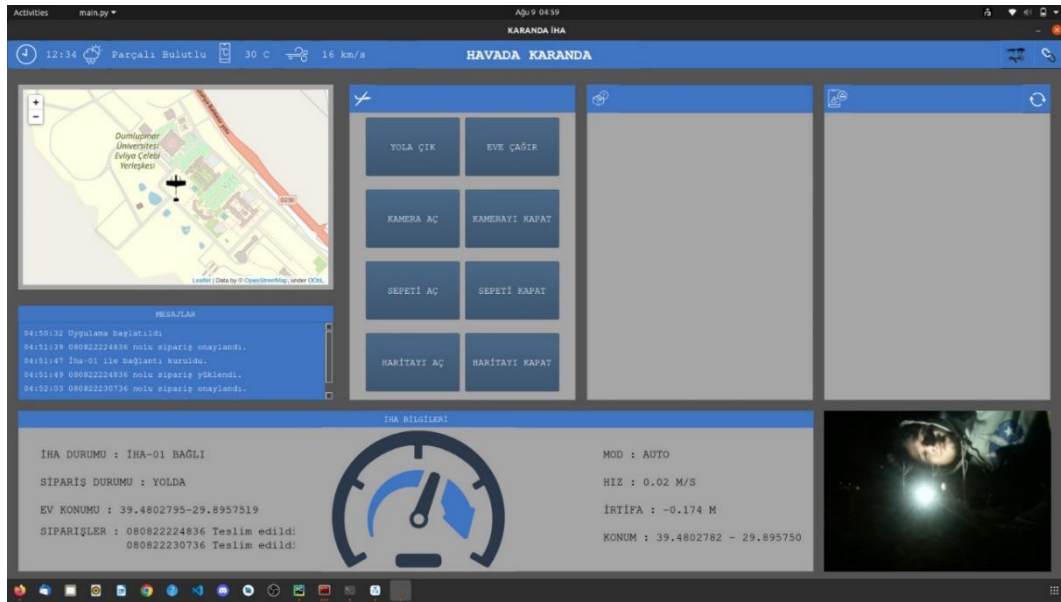 Activities main.py Ağu 9 04:59
KARANDA İHA
12:34 Parçalı Bulutlu 30 C 16 km/s HAVADA KARANDA
+
-
Dumlupınar
Üniversitesi
Evliya Çelebi
Yerleşkesi
D230
Leaflet | Data by © OpenStreetMap, under ODbL.
MESAJLAR
04:50:32 Uygulama başlatıldı
04:51:39 080822224836 nolu sipariş onaylandı.
04:51:47 İha-01 ile bağlantı kuruldu.
04:51:49 080822224836 nolu sipariş yüklendi.
04:52:03 080822230736 nolu sipariş onaylandı.
YOLA ÇIK EVE ÇAĞIR
KAMERA AÇ KAMERAYI KAPAT
SEPETİ AÇ SEPETİ KAPAT
HARİTAYI AÇ HARİTAYI KAPAT
İHA BİLGİLERİ
İHA DURUMU : İHA-01 BAĞLI
SİPARİŞ DURUMU : YOLDA
EV KONUMU : 39.4802795-29.8957519
SIPARIŞLER : 080822224836 Teslim edildi
080822230736 Teslim edildi
MOD : AUTO
HIZ : 0.02 M/S
İRTİFA : -0.174 M
KONUM : 39.4802782 - 29.895750